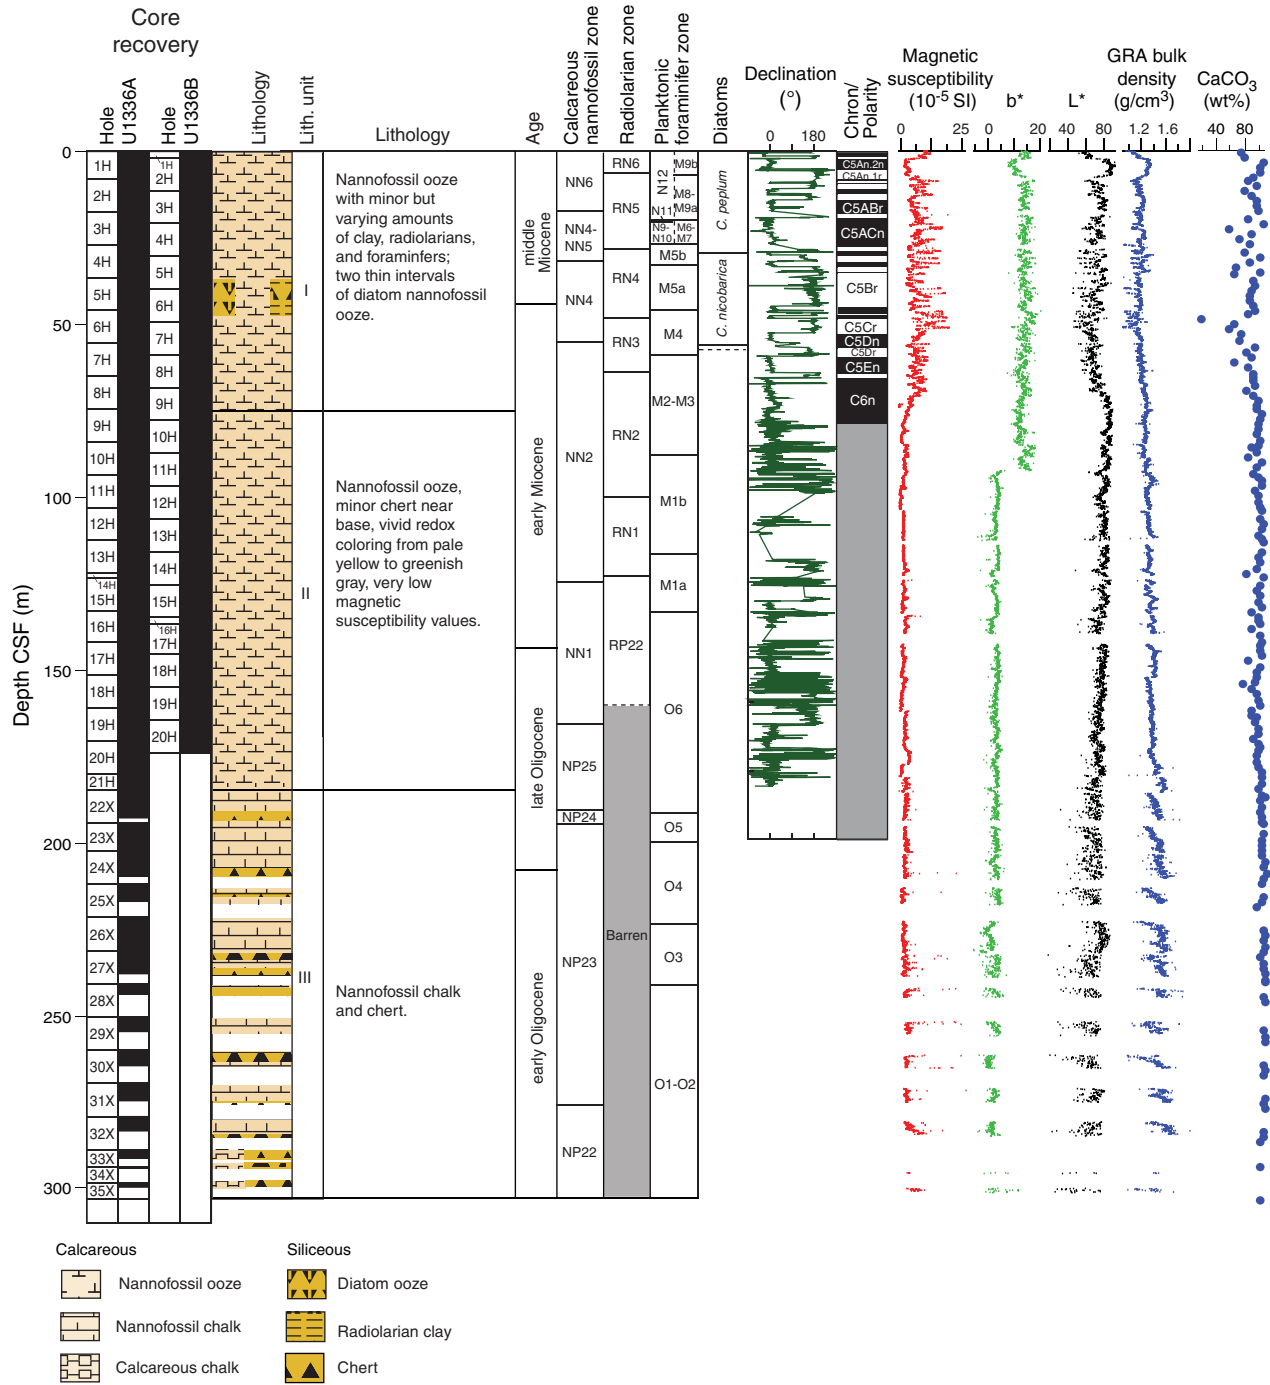 Core
recovery
Hole
U1336A
Hole
U1336B
Lithology
Lith. unit
Lithology
Age
Calcareous
nannofossil zone
Radiolarian zone
Planktonic
foraminifer zone
Diatoms
Declination
(°)
0 180
Chron/
Polarity
Magnetic
susceptibility
(10-5 SI)
0 25
b*
0 20
L*
40 80
GRA bulk
density
(g/cm3)
1.2 1.6
CaCO3
(wt%)
40 80
Depth CSF (m)
0
50
100
150
200
250
300
1H
2H
3H
4H
5H
6H
7H
8H
9H
10H
11H
12H
13H
14H
15H
16H
17H
18H
19H
20H
21H
22X
23X
24X
25X
26X
27X
28X
29X
30X
31X
32X
33X
34X
35X
1H
2H
3H
4H
5H
6H
7H
8H
9H
10H
11H
12H
13H
14H
15H
16H
17H
18H
19H
20H
I
II
III
Nannofossil ooze
with minor but
varying amounts
of clay, radiolarians,
and foraminfers;
two thin intervals
of diatom nannofossil
ooze.
Nannofossil ooze,
minor chert near
base, vivid redox
coloring from pale
yellow to greenish
gray, very low
magnetic
susceptibility values.
Nannofossil chalk
and chert.
middle
Miocene
early Miocene
late Oligocene
early Oligocene
NN6
NN4-
NN5
NN4
NN2
NN1
NP25
NP24
NP23
NP22
RN6
RN5
RN4
RN3
RN2
RN1
RP22
Barren
N12
N11
N9-
N10
M9b
M8-
M9a
M6-
M7
M5b
M5a
M4
M2-M3
M1b
M1a
O6
O5
O4
O3
O1-O2
C. peplum
C. nicobarica
C5An.2n
C5An.1r
C5ABr
C5ACn
C5Br
C5Cr
C5Dn
C5Dr
C5En
C6n
Calcareous
Nannofossil ooze
Nannofossil chalk
Calcareous chalk
Siliceous
Diatom ooze
Radiolarian clay
Chert